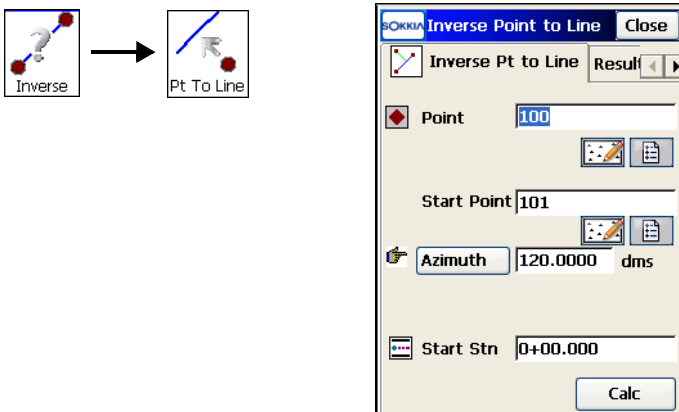 Inverse
Pt To Line
SOKKIA Inverse Point to Line Close
Inverse Pt to Line Result
Point 100
Start Point 101
Azimuth 120.0000 dms
Start Stn 0+00.000
Calc